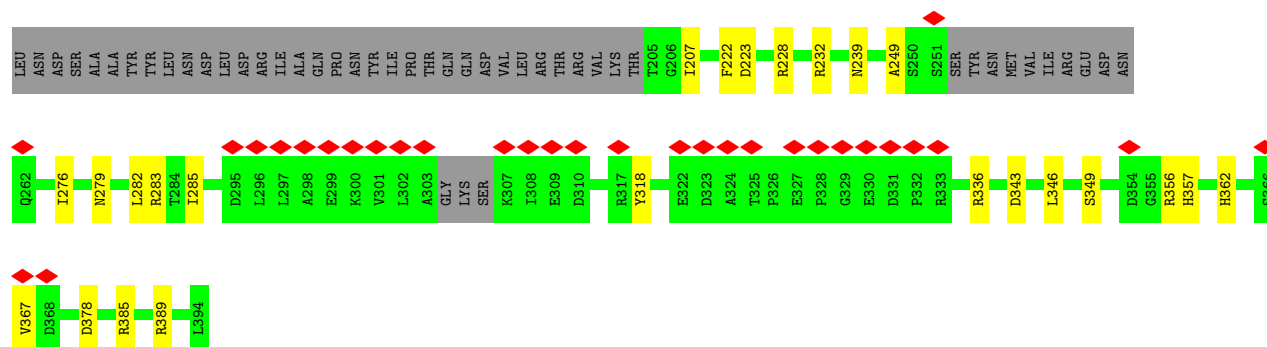 LEU ASN ASP SER ALA ALA TYR TYR LEU ASN ASP LEU ASP ARG ILE ALA GLN PRO ASN TYR ILE PRO THR GLN GLN ASP VAL LEU ARG THR ARG VAL LYS THR T205 G206 I207 F222 D223 R228 R232 N239 A249 S250 S251 SER TYR ASN MET VAL ILE ARG GLU ASP ASN
Q262 I276 N279 L282 R283 T284 I285 D295 L296 L297 A298 E299 K300 V301 L302 A303 GLY LYS SER K307 I308 E309 D310 R317 Y318 E322 D323 A324 T325 P326 E327 P328 G329 E330 D331 P332 R333 R336 D343 L346 S349 D354 G355 R356 H357 H362
V367 D368 D378 R385 R389 L394